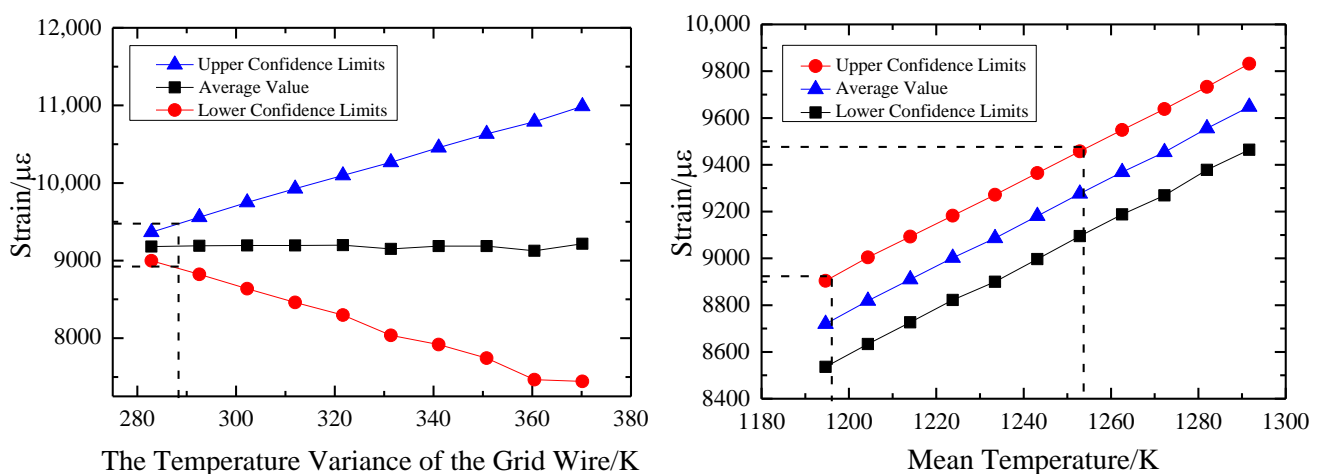 12,000
11,000
10,000
9000
8000
Strain/με
Upper Confidence Limits
Average Value
Lower Confidence Limits
280 300 320 340 360 380
The Temperature Variance of the Grid Wire/K
10,000
9800
9600
9400
9200
9000
8800
8600
8400
Strain/με
Upper Confidence Limits
Average Value
Lower Confidence Limits
1180 1200 1220 1240 1260 1280 1300
Mean Temperature/K